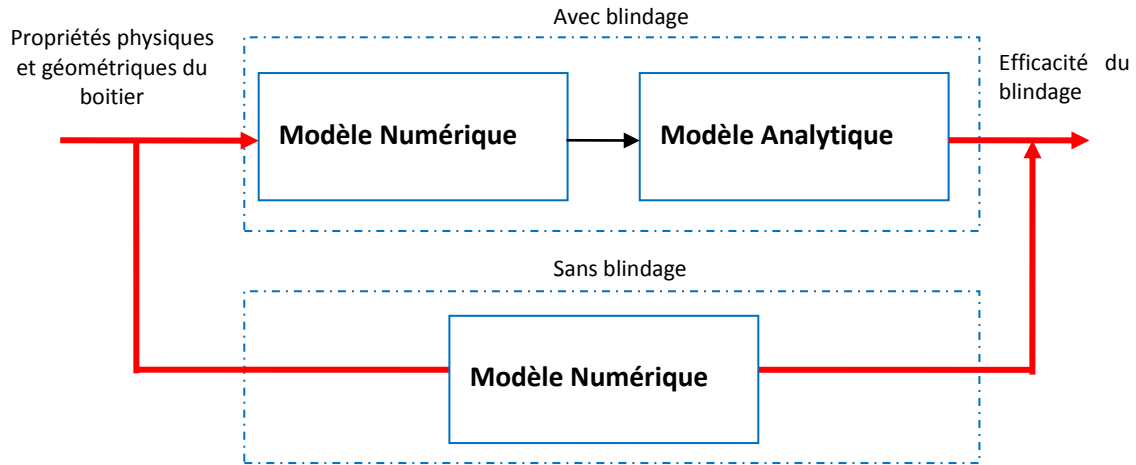 Avec blindage
Propriétés physiques
et géométriques du
boitier
Efficacité du
blindage
Modèle Numérique
Modèle Analytique
Sans blindage
Modèle Numérique